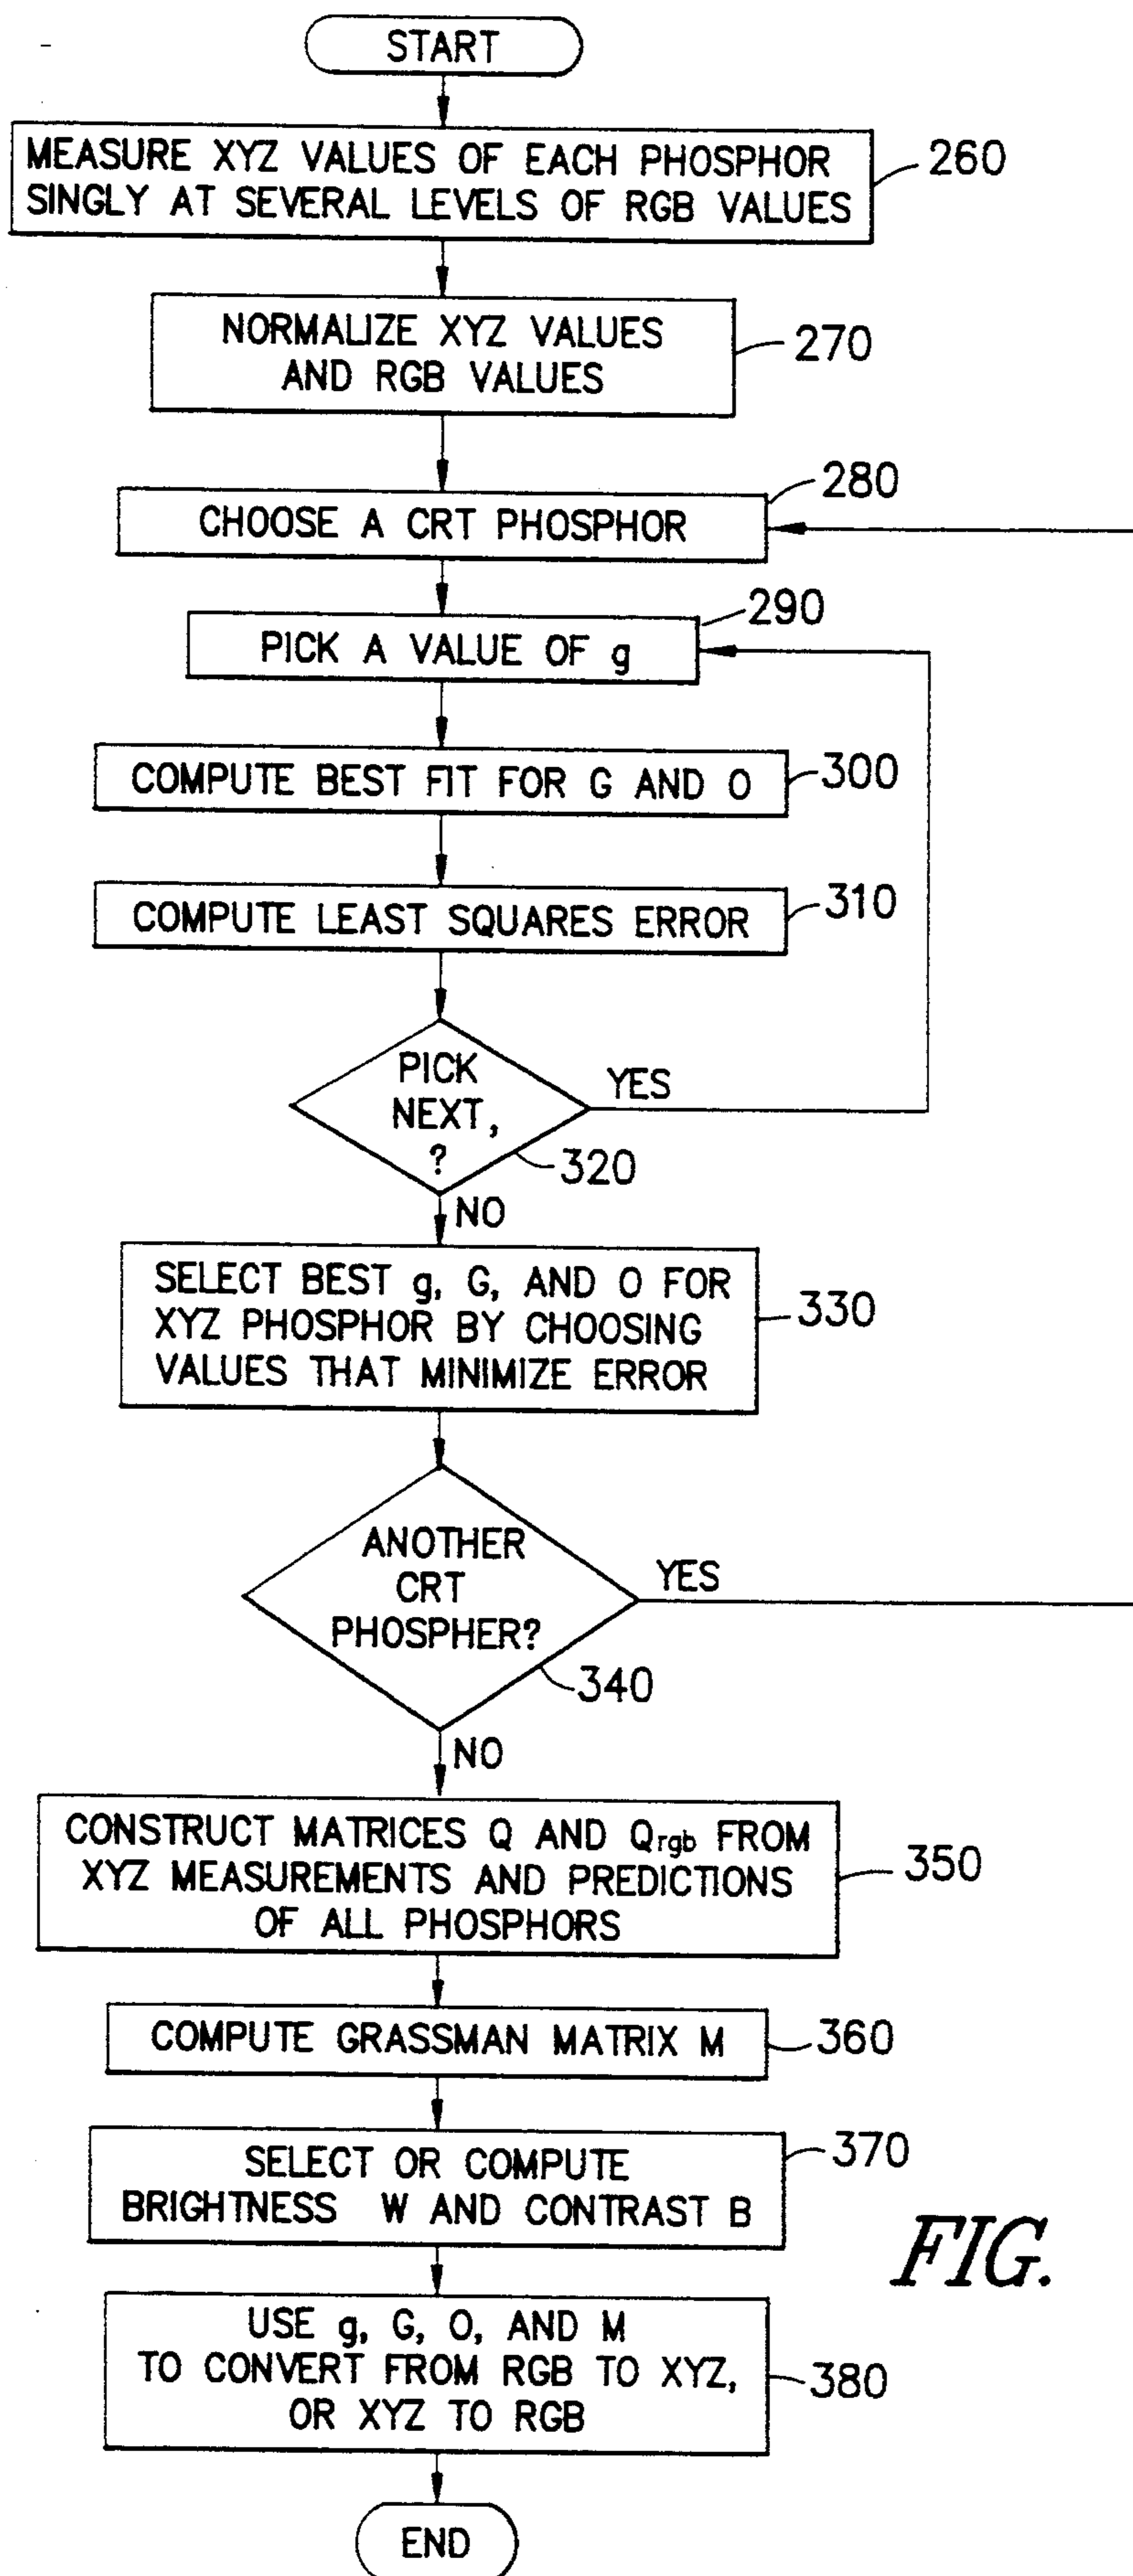 START
MEASURE XYZ VALUES OF EACH PHOSPHOR
SINGLY AT SEVERAL LEVELS OF RGB VALUES
260
NORMALIZE XYZ VALUES
AND RGB VALUES
270
280
CHOOSE A CRT PHOSPHOR
290
PICK A VALUE OF g
COMPUTE BEST FIT FOR G AND O
300
COMPUTE LEAST SQUARES ERROR
310
PICK
NEXT,
?
YES
320
NO
SELECT BEST g, G, AND O FOR
XYZ PHOSPHOR BY CHOOSING
VALUES THAT MINIMIZE ERROR
330
ANOTHER
CRT
PHOSPHER?
YES
340
NO
CONSTRUCT MATRICES Q AND Qrgb FROM
XYZ MEASUREMENTS AND PREDICTIONS
OF ALL PHOSPHORS
350
COMPUTE GRASSMAN MATRIX M
360
SELECT OR COMPUTE
BRIGHTNESS W AND CONTRAST B
370
FIG.
USE g, G, O, AND M
TO CONVERT FROM RGB TO XYZ,
OR XYZ TO RGB
380
END